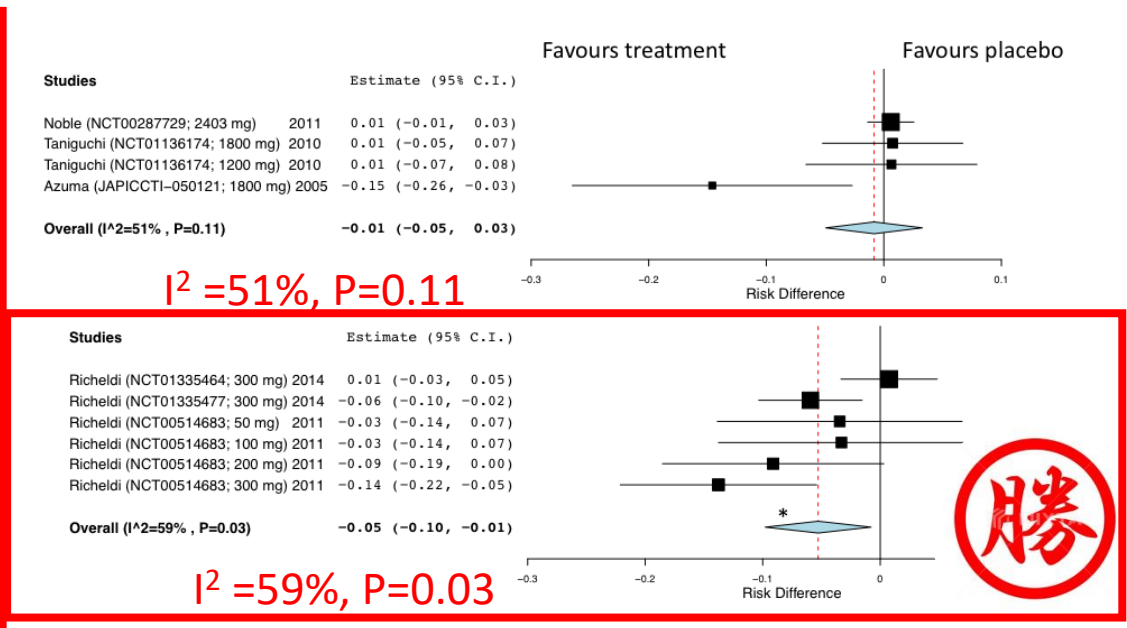 Favours treatment Favours placebo
Studies Estimate (95% C.I.)
Noble (NCT00287729; 2403 mg) 2011 0.01 (−0.01, 0.03)
Taniguchi (NCT01136174; 1800 mg) 2010 0.01 (−0.05, 0.07)
Taniguchi (NCT01136174; 1200 mg) 2010 0.01 (−0.07, 0.08)
Azuma (JAPICCTI−050121; 1800 mg) 2005 −0.15 (−0.26, −0.03)
Overall (I^2=51% , P=0.11) −0.01 (−0.05, 0.03)
−0.3 −0.2 −0.1 0 0.1
Risk Difference
I² =51%, P=0.11
Studies Estimate (95% C.I.)
Richeldi (NCT01335464; 300 mg) 2014 0.01 (−0.03, 0.05)
Richeldi (NCT01335477; 300 mg) 2014 −0.06 (−0.10, −0.02)
Richeldi (NCT00514683; 50 mg) 2011 −0.03 (−0.14, 0.07)
Richeldi (NCT00514683; 100 mg) 2011 −0.03 (−0.14, 0.07)
Richeldi (NCT00514683; 200 mg) 2011 −0.09 (−0.19, 0.00)
Richeldi (NCT00514683; 300 mg) 2011 −0.14 (−0.22, −0.05)
勝
*
Overall (I^2=59% , P=0.03) −0.05 (−0.10, −0.01)
−0.3 −0.2 −0.1 0
Risk Difference
I² =59%, P=0.03